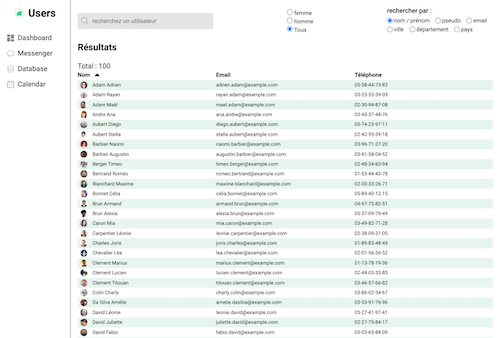 Users
Dashboard
Messenger
Database
Calendar
recherchez un utilisateur
femme
homme
Tous
rechercher par :
nom / prénom pseudo email
ville département pays
Résultats
Total : 100
Nom Email Téléphone
Adam Adrien adrien.adam@example.com 05-38-44-73-82
Adam Rayan rayan.adam@example.com 03-25-53-39-09
Adam Maël mael.adam@example.com 02-30-94-87-08
Andre Ana ana.andre@example.com 03-43-37-48-76
Aubert Diego diego.aubert@example.com 05-74-23-97-11
Aubert Stella stella.aubert@example.com 02-42-55-39-18
Barbier Naomi naomi.barbier@example.com 03-96-71-27-20
Barbier Augustin augustin.barbier@example.com 03-91-58-04-52
Berger Timeo timeo.berger@example.com 02-48-34-63-94
Bertrand Roméo romeo.bertrand@example.com 01-53-44-43-78
Blanchard Maxime maxime.blanchard@example.com 02-30-33-26-71
Bonnet Célia celia.bonnet@example.com 05-89-40-12-15
Brun Armand armand.brun@example.com 04-97-73-82-51
Brun Alexia alexia.brun@example.com 05-37-09-79-49
Caron Mia mia.caron@example.com 03-49-82-71-28
Carpentier Léonie leonie.carpentier@example.com 02-38-09-31-05
Charles Joris joris.charles@example.com 01-89-83-48-49
Chevalier Léa lea.chevalier@example.com 02-01-56-36-52
Clement Marius marius.clement@example.com 01-13-78-19-36
Clement Lucien lucien.clement@example.com 02-44-05-33-83
Clement Titouan titouan.clement@example.com 03-46-57-66-82
Colin Charly charly.colin@example.com 03-86-02-34-67
Da Silva Amélie amelie.dasilva@example.com 03-53-91-76-96
David Léonie leonie.david@example.com 05-27-41-97-41
David Juliette juliette.david@example.com 02-27-76-84-17
David Fabio fabio.david@example.com 05-03-65-88-09